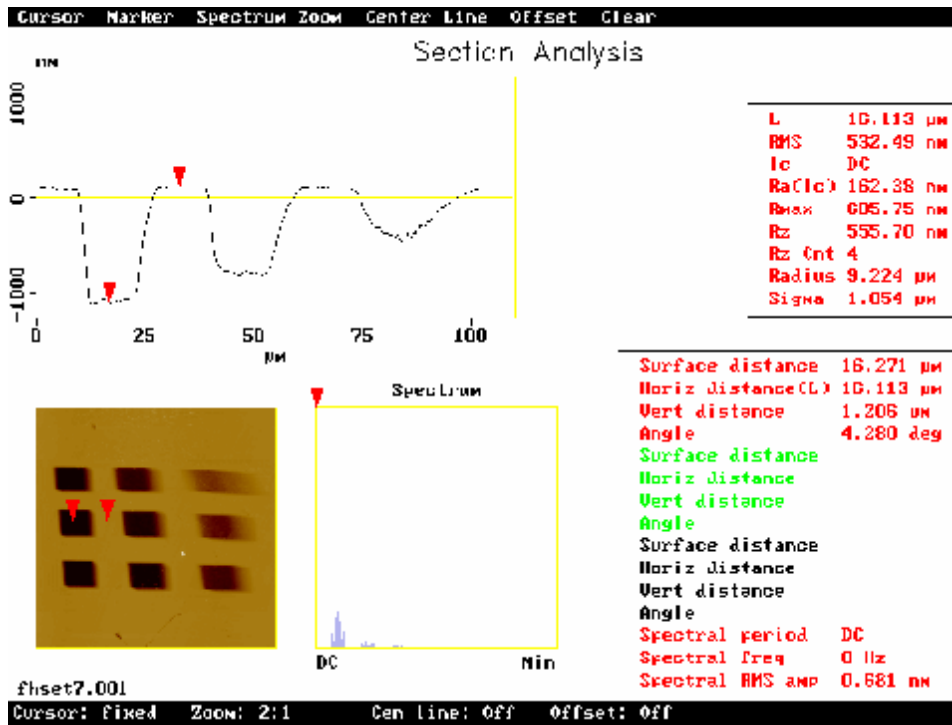 Cursor Marker Spectrum Zoom Center Line Offset Clear
Section Analysis
nM
1000
0
-1000
0 25 50 75 100
µM
L 16.113 µM
RMS 532.49 nM
lc DC
Ra(lc) 162.38 nM
Rmax 605.75 nM
Rz 555.70 nM
Rz Cnt 4
Radius 9.224 µM
Sigma 1.054 µM
Surface distance 16.271 µM
Horiz distance(L) 16.113 µM
Vert distance 1.206 µM
Angle 4.280 deg
Surface distance
Horiz distance
Vert distance
Angle
Surface distance
Horiz distance
Vert distance
Angle
Spectral period DC
Spectral freq 0 Hz
Spectral RMS amp 0.681 nM
Spectrum
DC Min
fhset7.001
Cursor: fixed Zoom: 2:1 Cen line: Off Offset: Off